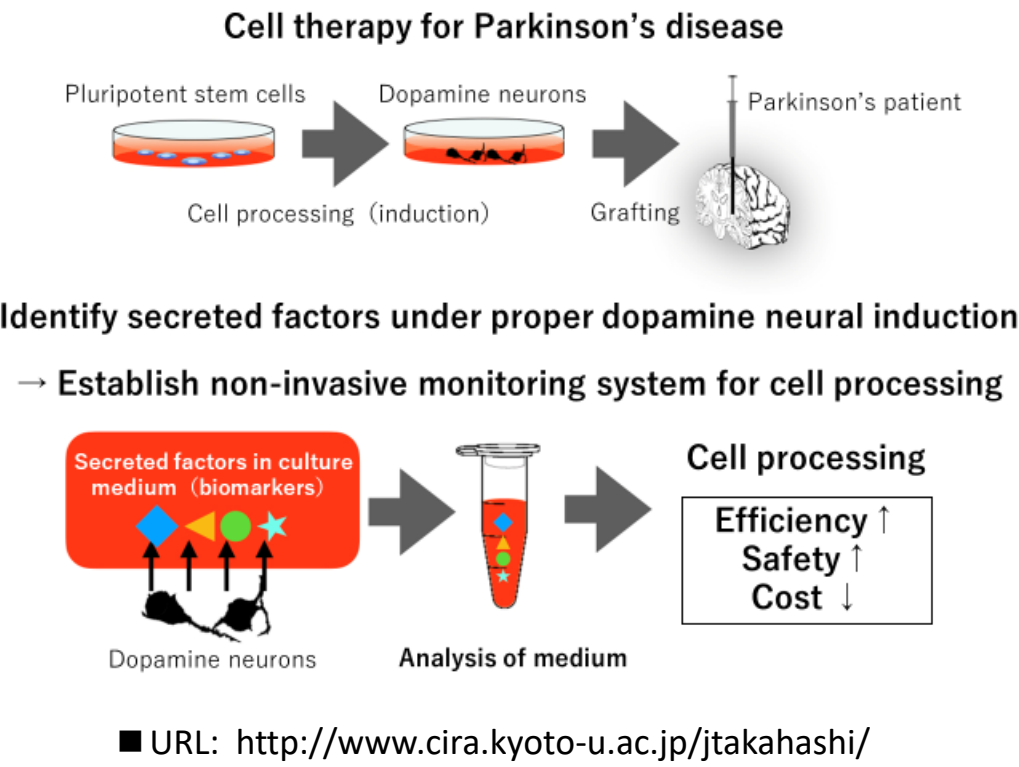 Cell therapy for Parkinson's disease
Pluripotent stem cells
Dopamine neurons
Parkinson's patient
Cell processing（induction）
Grafting
Identify secreted factors under proper dopamine neural induction
→ Establish non-invasive monitoring system for cell processing
Secreted factors in culture
medium（biomarkers）
Dopamine neurons
Analysis of medium
Cell processing
Efficiency ↑
Safety ↑
Cost ↓
■ URL: http://www.cira.kyoto-u.ac.jp/jtakahashi/